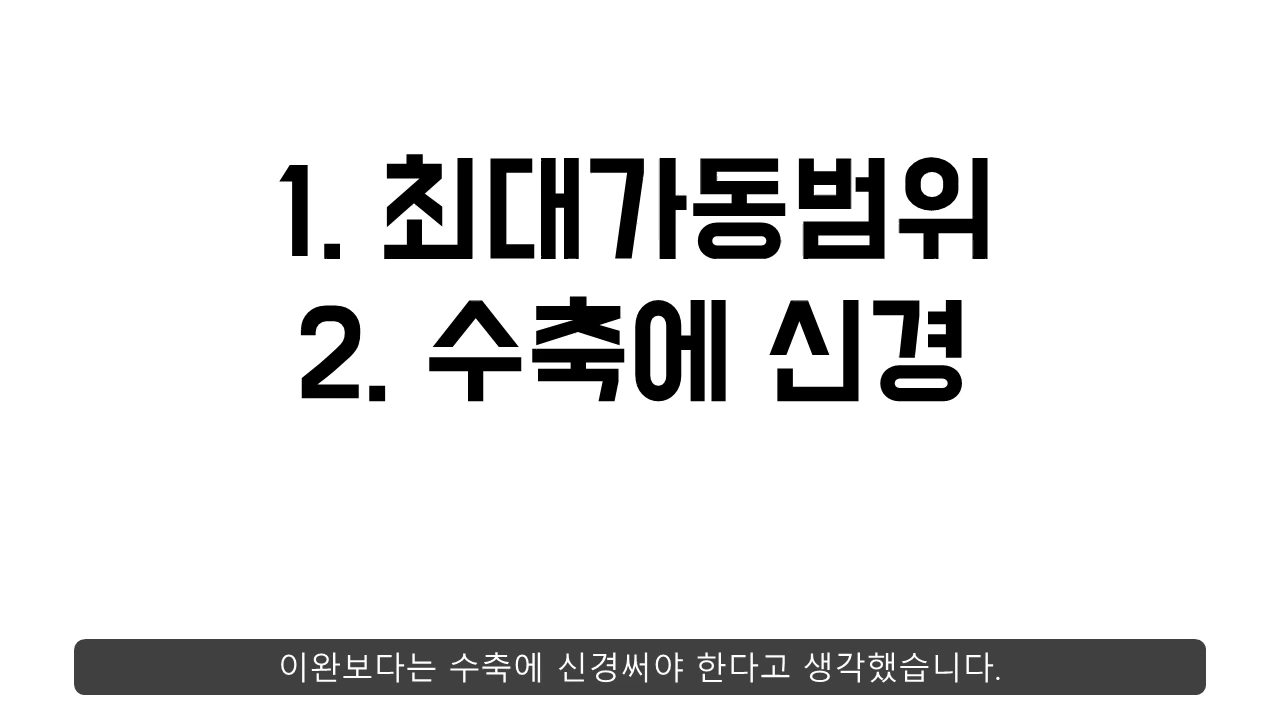 1. 최대가동범위
2. 수축에 신경
이완보다는 수축에 신경써야 한다고 생각했습니다.